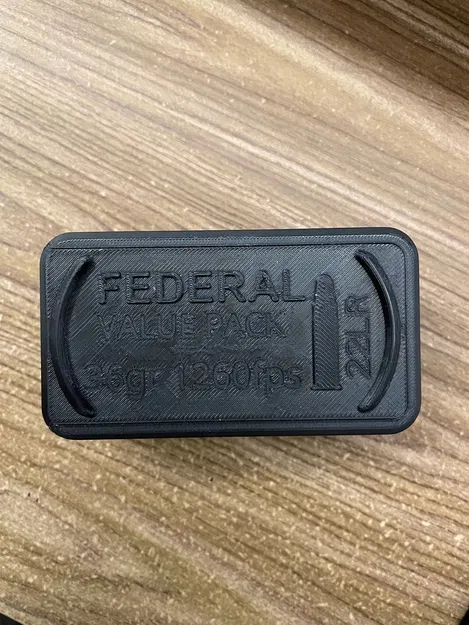 FEDERAL
VALUE PACK
36gr 1260fps
22LR